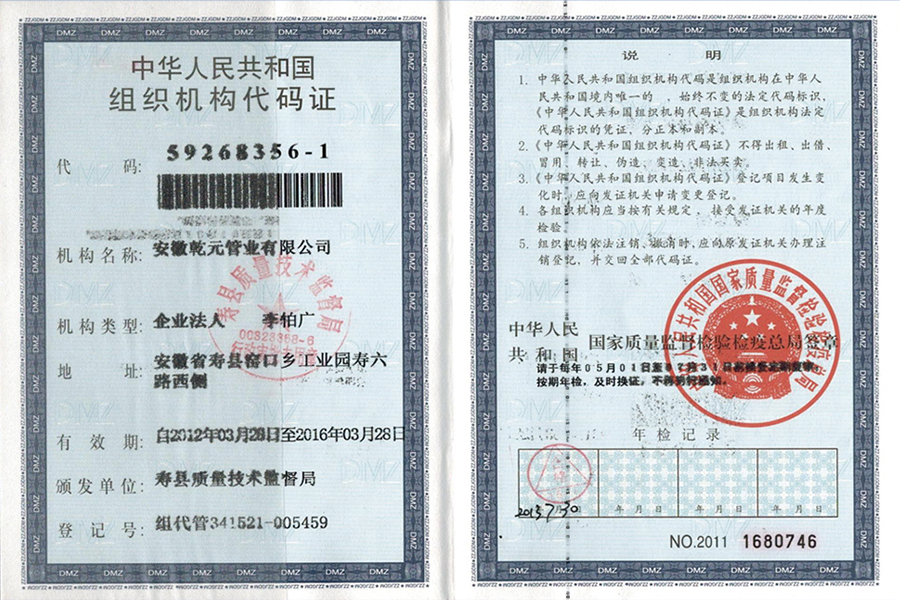 中华人民共和国
组织机构代码证
代 码: 59268356-1
机构名称: 安徽乾元管业有限公司
机构类型: 企业法人 李怕广
地 址: 安徽省寿县窑口乡工业园寿六
路西侧
有 效 期: 自2012年03月28日至2016年03月28日
颁发单位: 寿县质量技术监督局
登 记 号: 组代管341521-005459
寿县质量技术监督局
说 明
1. 中华人民共和国组织机构代码是组织机构在中华人
民共和国境内唯一的、始终不变的法定代码标识,
《中华人民共和国组织机构代码证》是组织机构法定
代码标识的凭证,分正本和副本。
2.《中华人民共和国组织机构代码证》不得出租、出借、
冒用、转让、伪造、变造、非法买卖。
3.《中华人民共和国组织机构代码证》登记项目发生变
化时,应向发证机关申请变更登记。
4. 各组织机构应当按有关规定,接受发证机关的年度
检验。
5. 组织机构依法注销、撤消时,应向原发证机关办理注
销登记,并交回全部代码证。
中华人民
共和国 国家质量监督检验检疫总局签章
请于每年05月01日至07月31日
按期年检,及时换证,不再另行通知。
中华人民共和国国家质量监督检验检疫总局
年检记录
2013 7 30
年 月 日 年 月 日 年 月 日
NO.2011 1680746